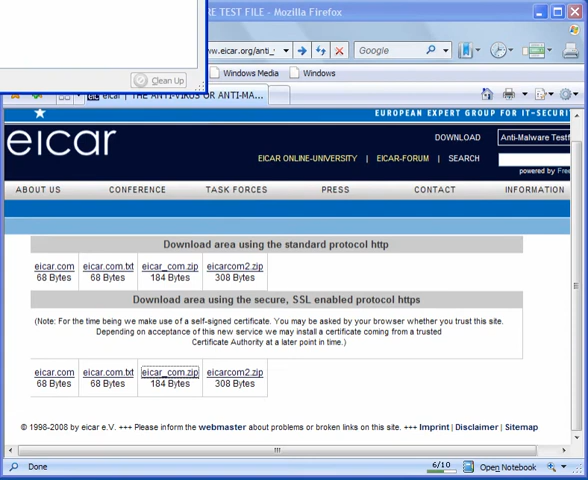 RE TEST FILE - Mozilla Firefox
ww.eicar.org/anti_
Google
Clean Up
Windows Media
Windows
eicar | THE ANTI-VIRUS OR ANTI-MA...
EUROPEAN EXPERT GROUP FOR IT-SECURI
eicar
DOWNLOAD
Anti-Malware Testf
EICAR ONLINE-UNIVERSITY | EICAR-FORUM | SEARCH
powered by Free
ABOUT US CONFERENCE TASK FORCES PRESS CONTACT INFORMATION
Download area using the standard protocol http
eicar.com eicar.com.txt eicar_com.zip eicarcom2.zip
68 Bytes 68 Bytes 184 Bytes 308 Bytes
Download area using the secure, SSL enabled protocol https
(Note: For the time being we make use of a self-signed certificate. You may be asked by your browser whether you trust this site.
Depending on acceptance of this new service we may install a certificate coming from a trusted
Certificate Authority at a later point in time.)
eicar.com eicar.com.txt eicar_com.zip eicarcom2.zip
68 Bytes 68 Bytes 184 Bytes 308 Bytes
© 1998-2008 by eicar e.V. +++ Please inform the webmaster about problems or broken links on this site. +++ Imprint | Disclaimer | Sitemap
Done
6/10
Open Notebook